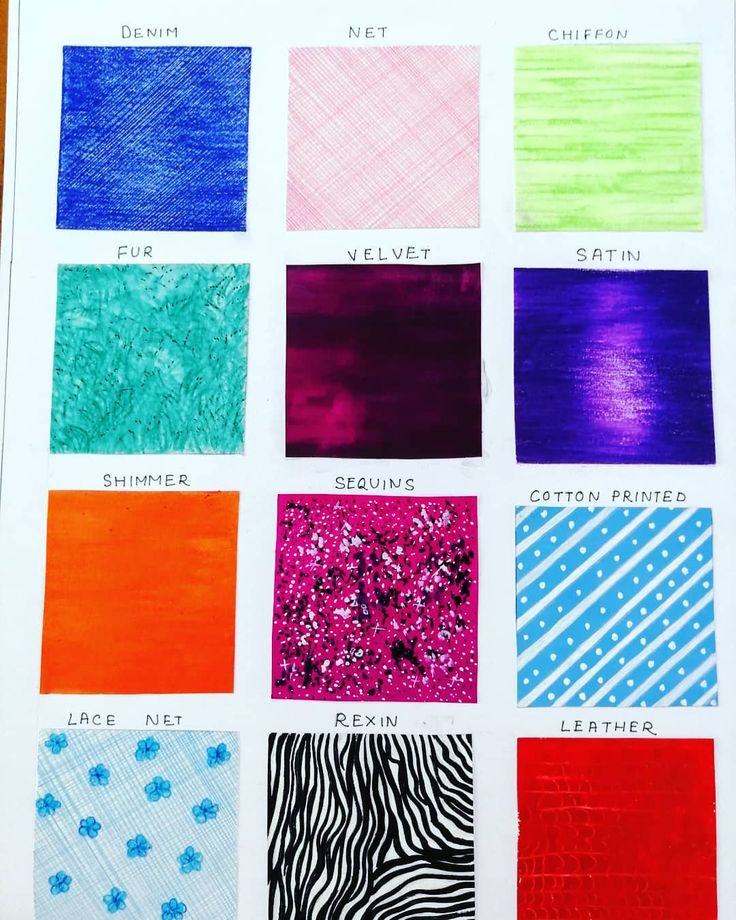 DENIM
NET
CHIFFON
FUR
VELVET
SATIN
SHIMMER
SEQUINS
COTTON PRINTED
LACE NET
REXIN
LEATHER